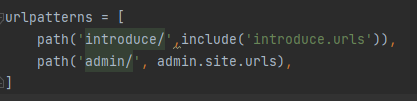 urlpatterns = [
    path('introduce/',include('introduce.urls')),
    path('admin/', admin.site.urls),
]